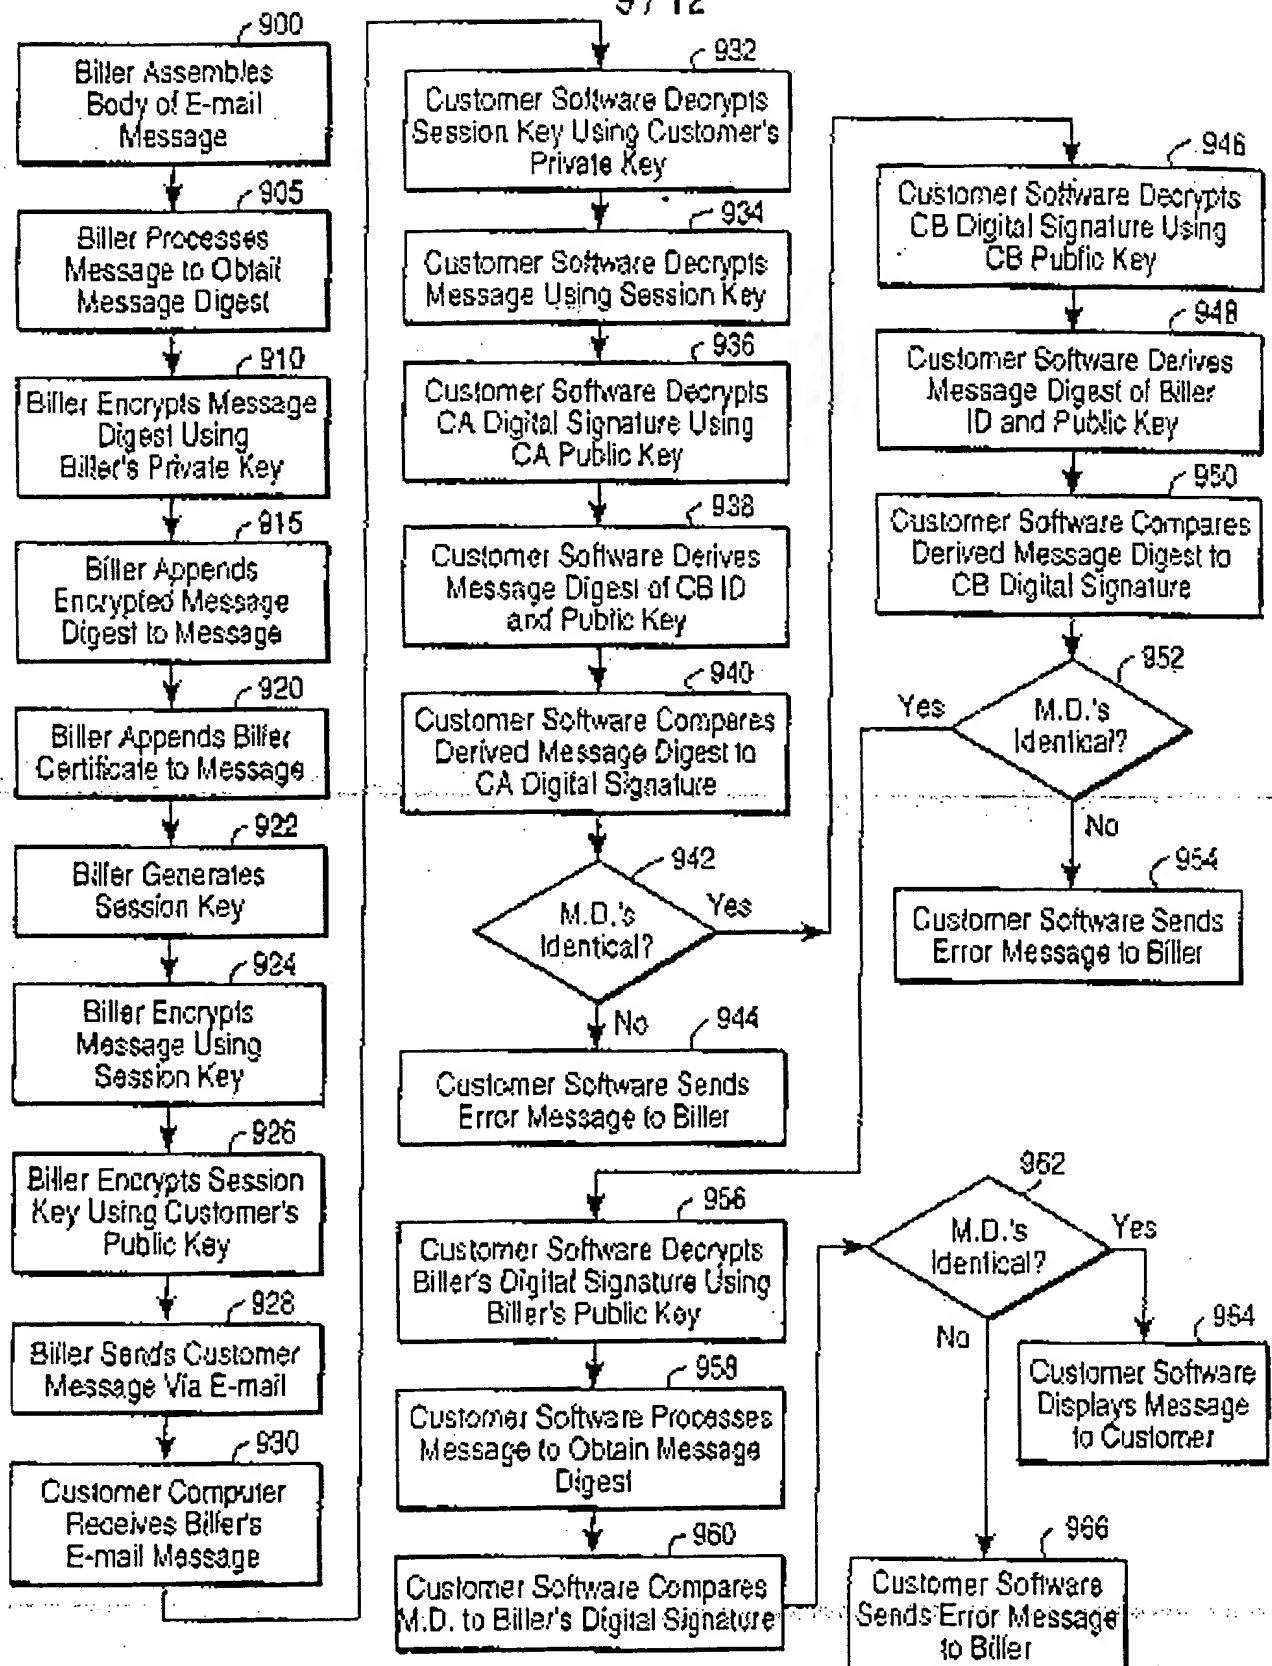 9 / 12
900
Biller Assembles
Body of E-mail
Message
905
Biller Processes
Message to Obtain
Message Digest
910
Biller Encrypts Message
Digest Using
Biller's Private Key
915
Biller Appends
Encrypted Message
Digest to Message
920
Biller Appends Biller
Certificate to Message
922
Biller Generates
Session Key
924
Biller Encrypts
Message Using
Session Key
926
Biller Encrypts Session
Key Using Customer's
Public Key
928
Biller Sends Customer
Message Via E-mail
930
Customer Computer
Receives Biller's
E-mail Message
932
Customer Software Decrypts
Session Key Using Customer's
Private Key
934
Customer Software Decrypts
Message Using Session Key
936
Customer Software Decrypts
CA Digital Signature Using
CA Public Key
938
Customer Software Derives
Message Digest of CB ID
and Public Key
940
Customer Software Compares
Derived Message Digest to
CA Digital Signature
942
M.D.'s
Identical?
Yes
No
944
Customer Software Sends
Error Message to Biller
946
Customer Software Decrypts
CB Digital Signature Using
CB Public Key
948
Customer Software Derives
Message Digest of Biller
ID and Public Key
950
Customer Software Compares
Derived Message Digest to
CB Digital Signature
952
M.D.'s
Identical?
Yes
No
954
Customer Software Sends
Error Message to Biller
956
Customer Software Decrypts
Biller's Digital Signature Using
Biller's Public Key
958
Customer Software Processes
Message to Obtain Message
Digest
960
Customer Software Compares
M.D. to Biller's Digital Signature
962
M.D.'s
Identical?
Yes
No
964
Customer Software
Displays Message
to Customer
966
Customer Software
Sends Error Message
to Biller